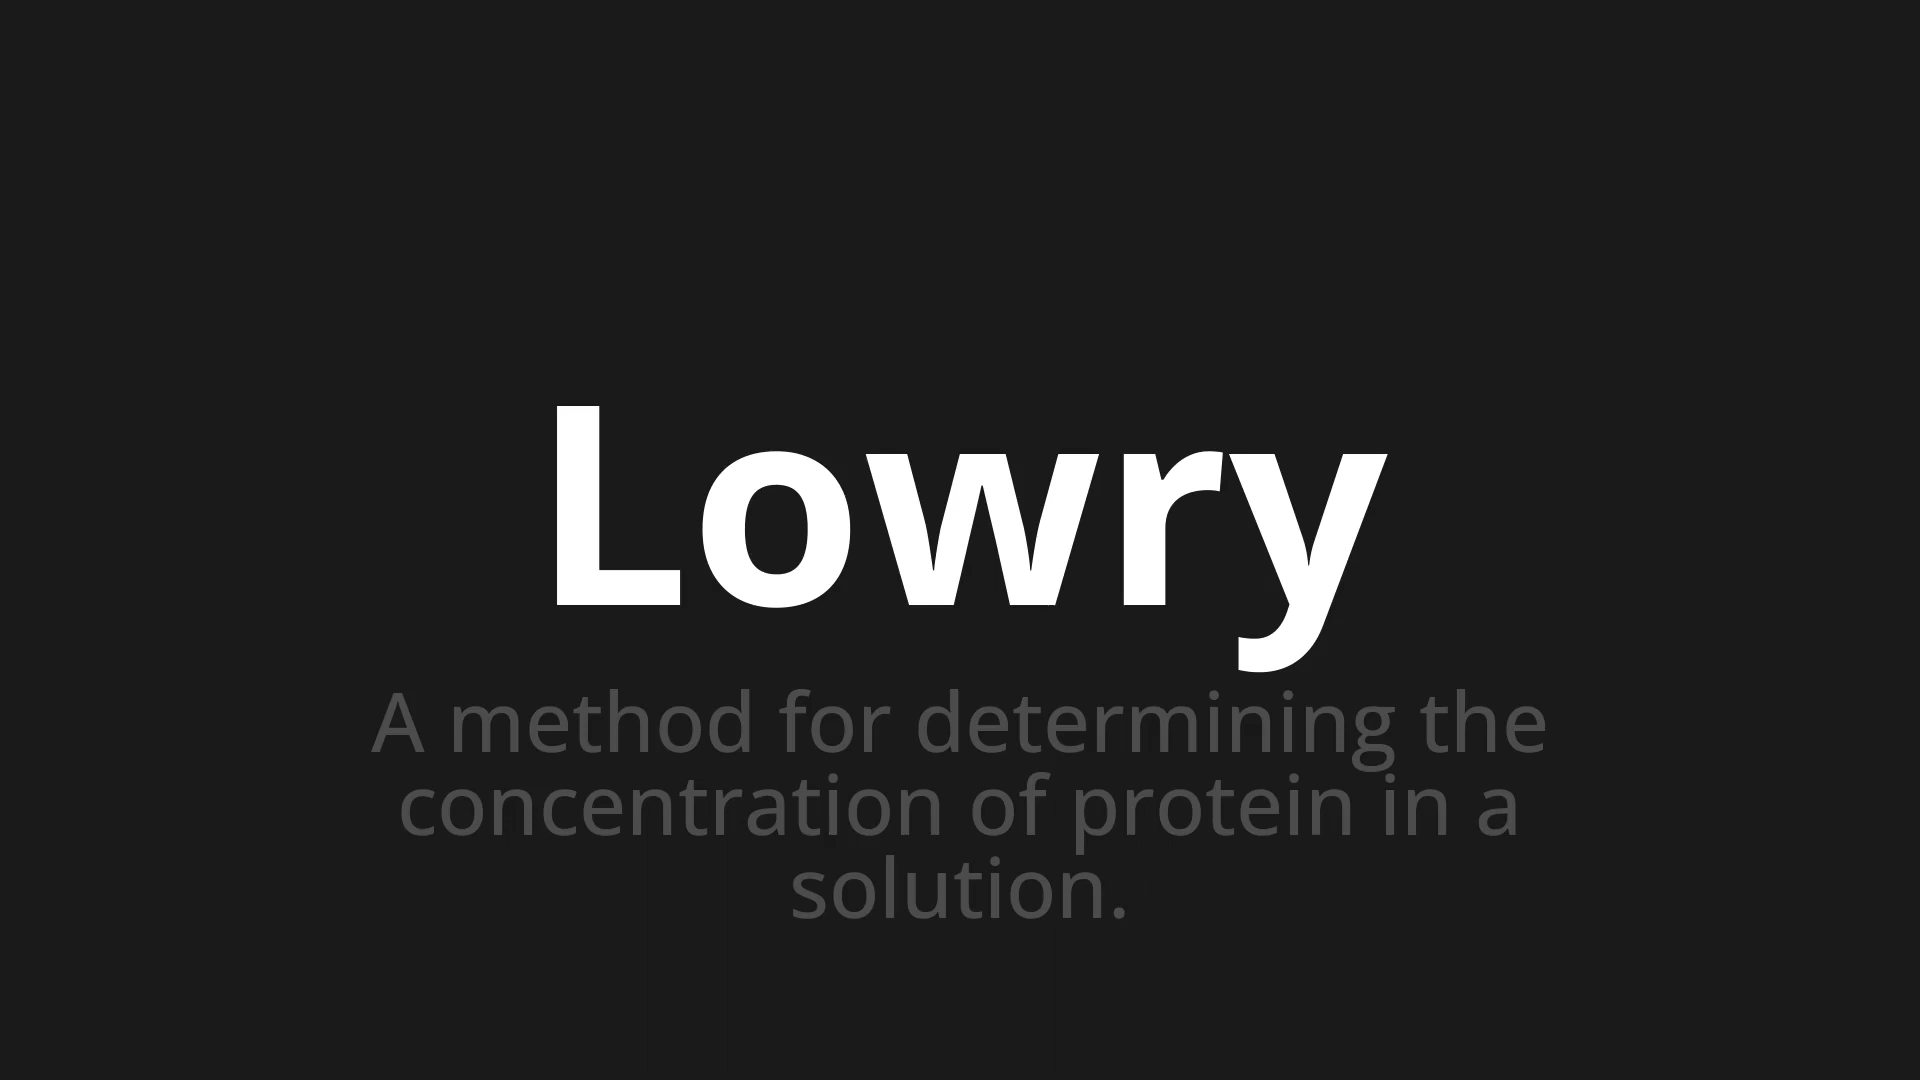 Lowry
A method for determining the
concentration of protein in a
solution.